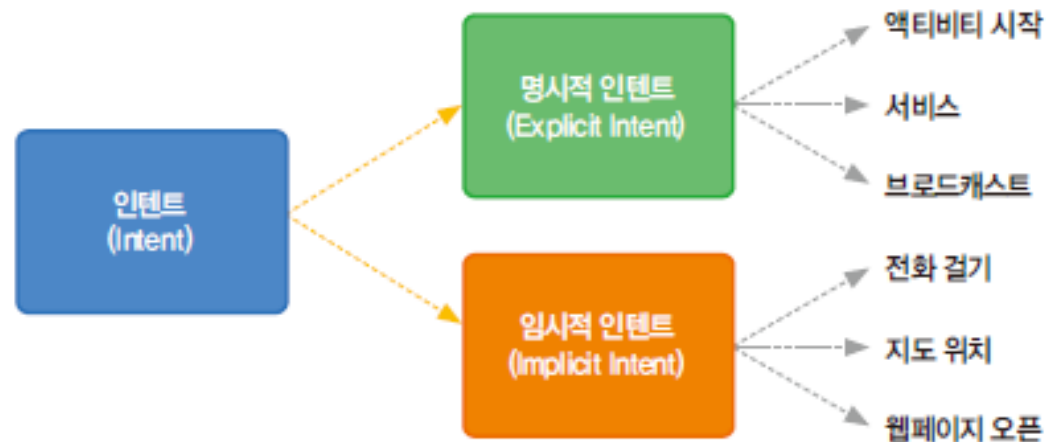 인텐트
(Intent)
명시적 인텐트
(Explicit Intent)
액티비티 시작
서비스
브로드캐스트
임시적 인텐트
(Implicit Intent)
전화 걸기
지도 위치
웹페이지 오픈